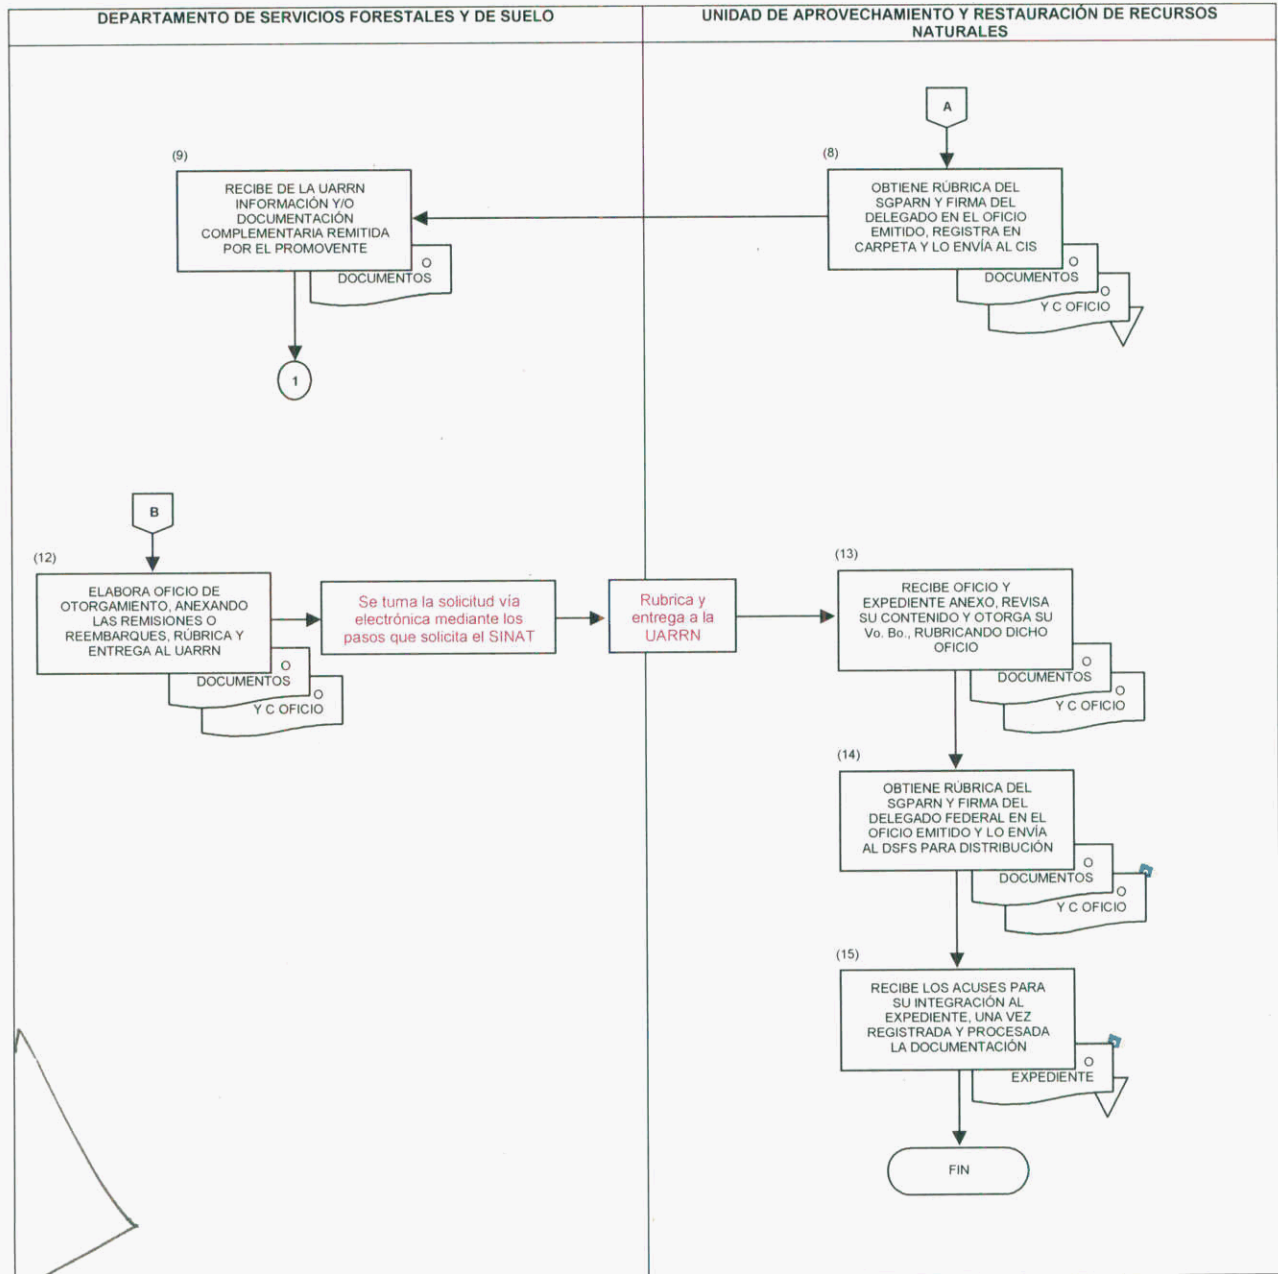 DEPARTAMENTO DE SERVICIOS FORESTALES Y DE SUELO
UNIDAD DE APROVECHAMIENTO Y RESTAURACIÓN DE RECURSOS
NATURALES
A
(8)
OBTIENE RÚBRICA DEL
SGPARN Y FIRMA DEL
DELEGADO EN EL OFICIO
EMITIDO, REGISTRA EN
CARPETA Y LO ENVÍA AL CIS
O
DOCUMENTOS
O
Y C OFICIO
(9)
RECIBE DE LA UARRN
INFORMACIÓN Y/O
DOCUMENTACIÓN
COMPLEMENTARIA REMITIDA
POR EL PROMOVENTE
O
DOCUMENTOS
1
B
(12)
ELABORA OFICIO DE
OTORGAMIENTO, ANEXANDO
LAS REMISIONES O
REEMBARQUES, RÚBRICA Y
ENTREGA AL UARRN
O
DOCUMENTOS
O
Y C OFICIO
Se turna la solicitud vía
electrónica mediante los
pasos que solicita el SINAT
Rubrica y
entrega a la
UARRN
(13)
RECIBE OFICIO Y
EXPEDIENTE ANEXO, REVISA
SU CONTENIDO Y OTORGA SU
Vo. Bo., RUBRICANDO DICHO
OFICIO
O
DOCUMENTOS
O
Y C OFICIO
(14)
OBTIENE RÚBRICA DEL
SGPARN Y FIRMA DEL
DELEGADO FEDERAL EN EL
OFICIO EMITIDO Y LO ENVÍA
AL DSFS PARA DISTRIBUCIÓN
O
DOCUMENTOS
O
Y C OFICIO
(15)
RECIBE LOS ACUSES PARA
SU INTEGRACIÓN AL
EXPEDIENTE, UNA VEZ
REGISTRADA Y PROCESADA
LA DOCUMENTACIÓN
O
EXPEDIENTE
FIN